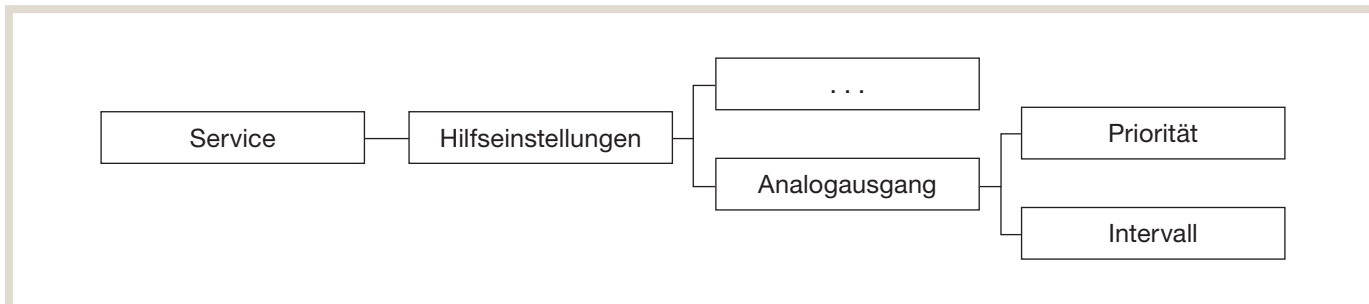 Service
Hilfseinstellungen
. . .
Analogausgang
Priorität
Intervall